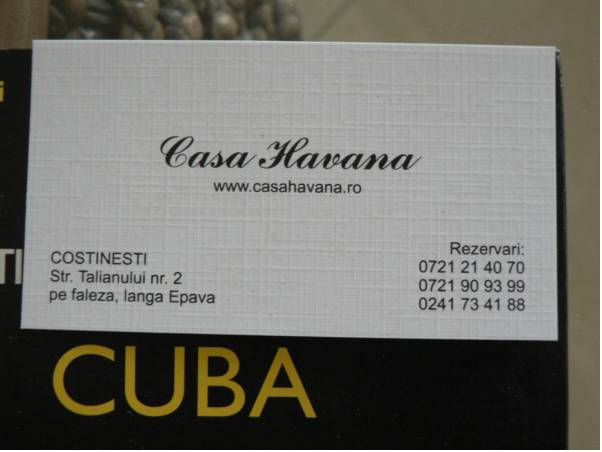 i
Casa Havana
www.casahavana.ro
COSTINESTI
Str. Talianului nr. 2
pe faleza, langa Epava
Rezervari:
0721 21 40 70
0721 90 93 99
0241 73 41 88
TI
CUBA